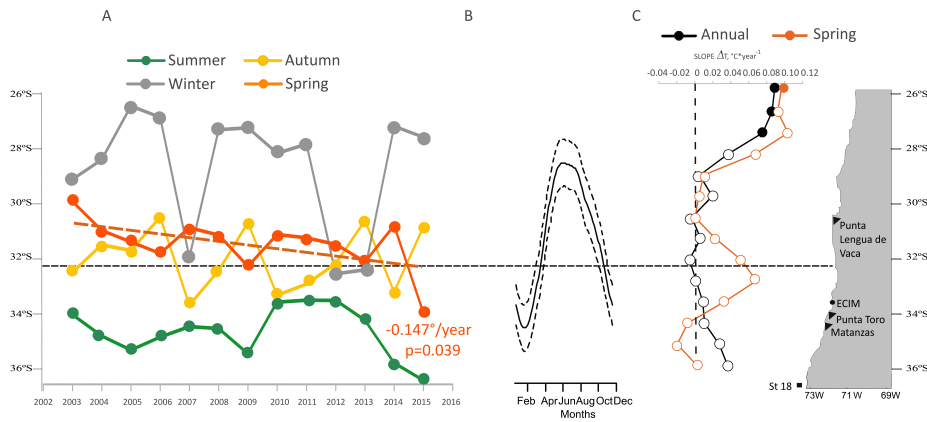 A
B
C
Summer
Autumn
Winter
Spring
Annual
Spring
SLOPE ΔT, °C*year-1
-0.04 -0.02 0 0.02 0.04 0.06 0.08 0.10 0.12
26°S
28°S
30°S
32°S
34°S
36°S
26°S
28°S
30°S
32°S
34°S
36°S
Punta
Lengua de
Vaca
ECIM
Punta Toro
Matanzas
St 18
-0.147°/year
p=0.039
2002 2003 2004 2005 2006 2007 2008 2009 2010 2011 2012 2013 2014 2015 2016
Feb Apr Jun Aug Oct Dec
Months
73W 71W 69W